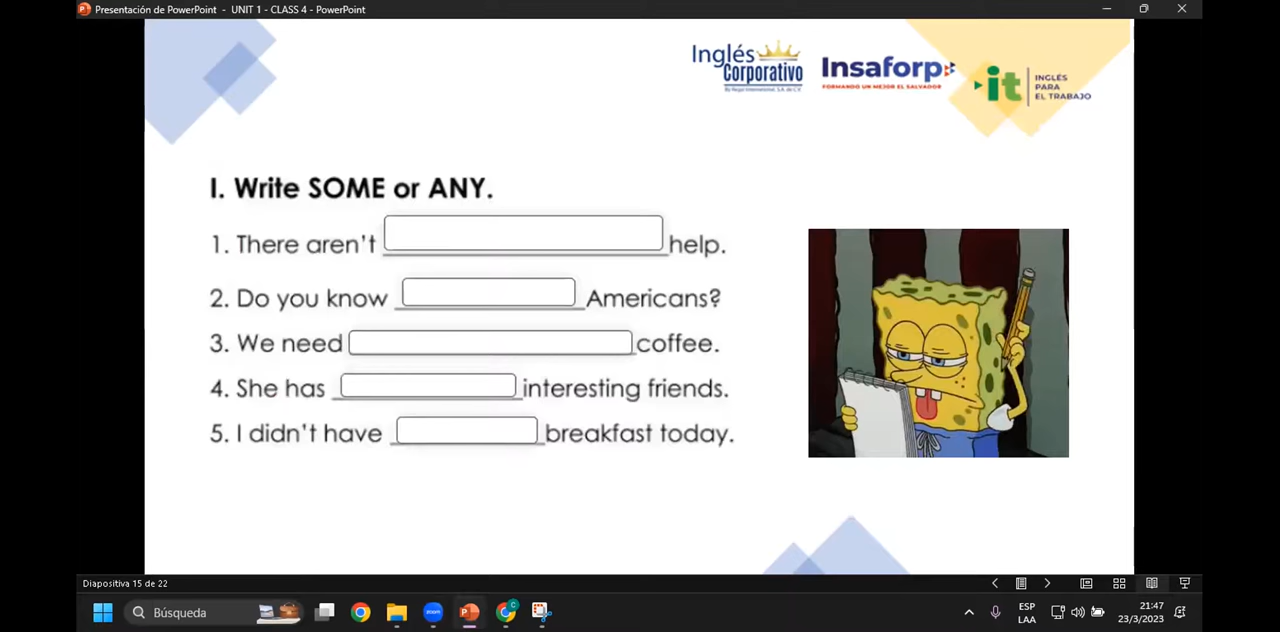 Presentación de PowerPoint - UNIT 1 - CLASS 4 - PowerPoint
Inglés
Corporativo
Insaforp
FORMANDO UN MEJOR EL SALVADOR
it
INGLÉS
PARA
EL TRABAJO
I. Write SOME or ANY.
1. There aren't help.
2. Do you know Americans?
3. We need coffee.
4. She has interesting friends.
5. I didn't have breakfast today.
Diapositiva 15 de 22
Búsqueda
zoom
ESP
LAA
21:47
23/3/2023